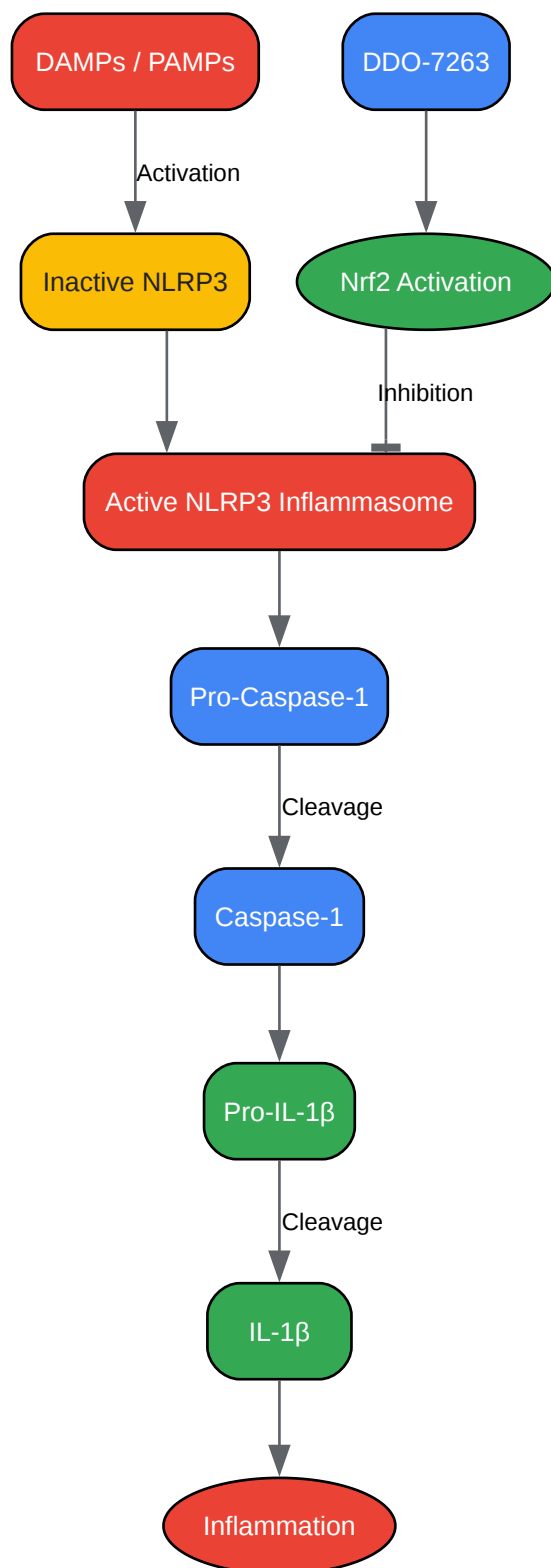 DAMPs / PAMPs
DDO-7263
Activation
Inactive NLRP3
Nrf2 Activation
Inhibition
Active NLRP3 Inflammasome
Pro-Caspase-1
Cleavage
Caspase-1
Pro-IL-1β
Cleavage
IL-1β
Inflammation